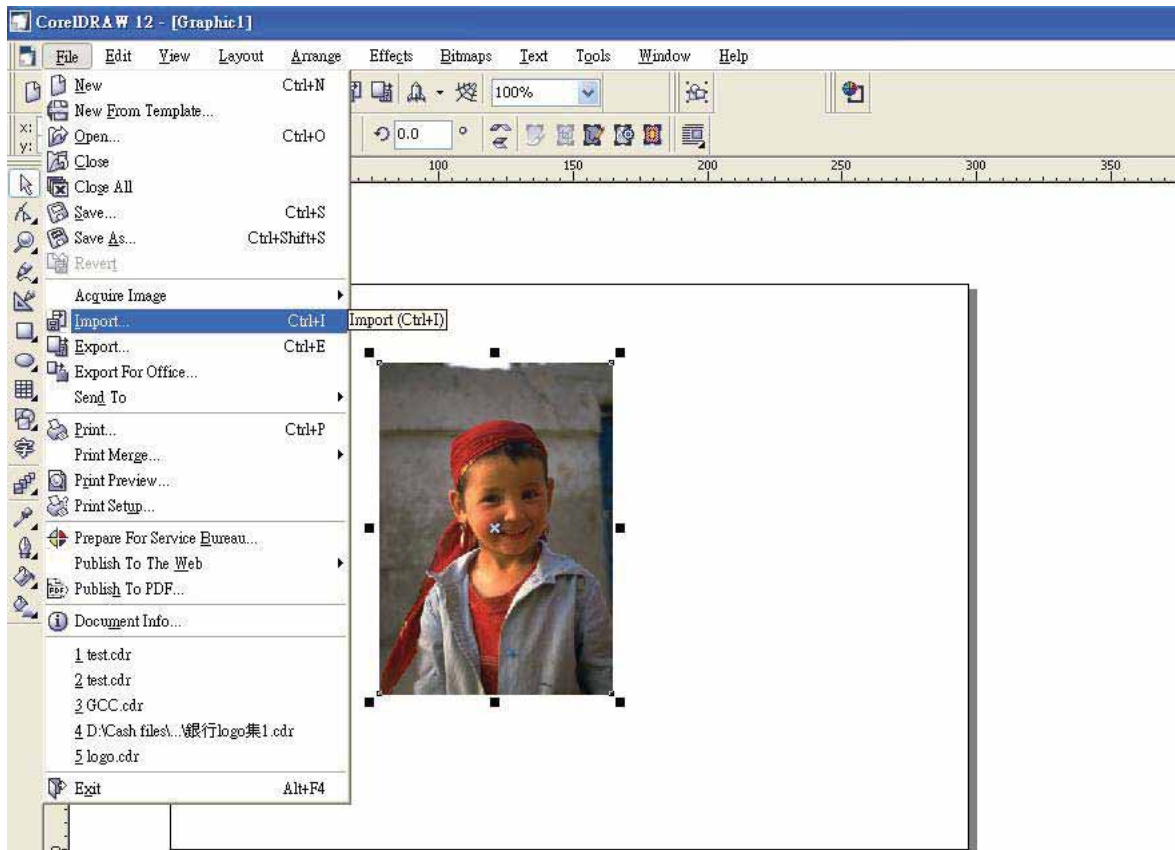 CorelDRAW 12 - [Graphic1]
File Edit View Layout Arrange Effects Bitmaps Text Tools Window Help
100%
x:
y:
0.0 °
100 150 200 250 300 350
New Ctrl+N
New From Template...
Open... Ctrl+O
Close
Close All
Save... Ctrl+S
Save As... Ctrl+Shift+S
Revert
Acquire Image
Import... Ctrl+I
Import (Ctrl+I)
Export... Ctrl+E
Export For Office...
Send To
Print... Ctrl+P
Print Merge...
Print Preview...
Print Setup...
Prepare For Service Bureau...
Publish To The Web
Publish To PDF...
Document Info...
1 test.cdr
2 test.cdr
3 GCC.cdr
4 D:\Cash files\...\銀行logo集1.cdr
5 logo.cdr
Exit Alt+F4
字
PDF